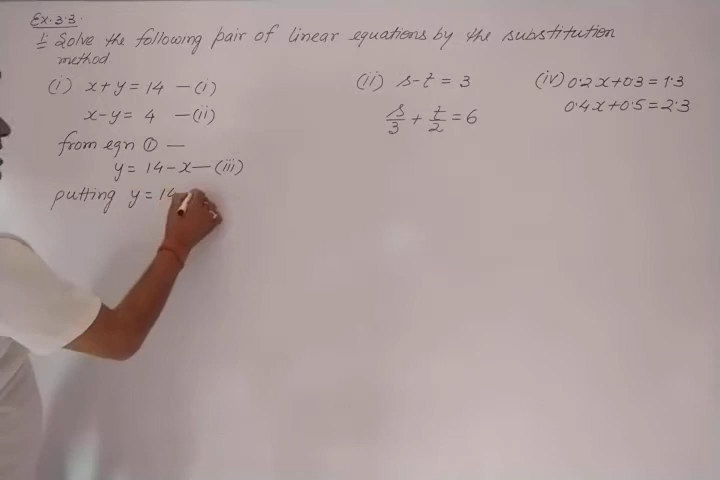 Ex. 3.3.
1. Solve the following pair of linear equations by the substitution
method
(i) x + y = 14 – (i)
x – y = 4 – (ii)
from eqn ① —
y = 14 – x — (iii)
putting y = 14
(ii) s – t = 3
s/3 + t/2 = 6
(iv) 0.2x + 03 = 1.3
0.4x + 0.5 = 2.3